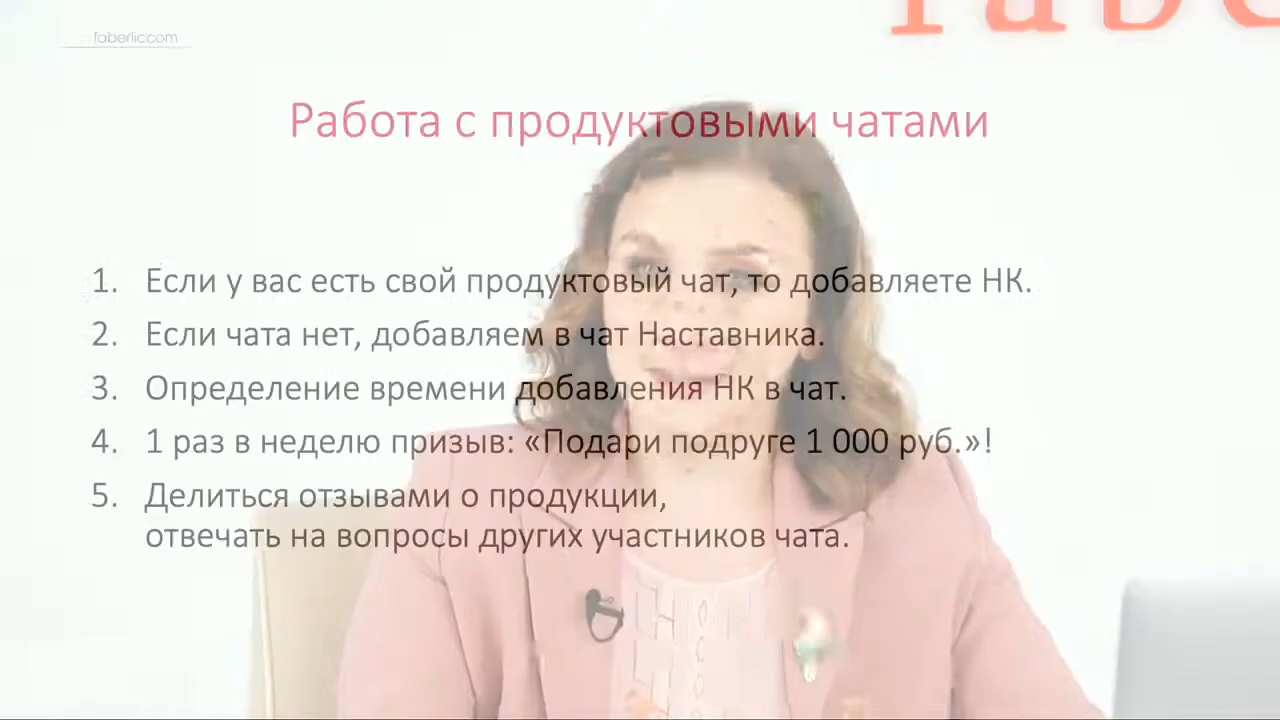 faberlic.com
fabe
Работа с продуктовыми чатами
1. Если у вас есть свой продуктовый чат, то добавляете НК.
2. Если чата нет, добавляем в чат Наставника.
3. Определение времени добавления НК в чат.
4. 1 раз в неделю призыв: «Подари подруге 1 000 руб.»!
5. Делиться отзывами о продукции,
отвечать на вопросы других участников чата.